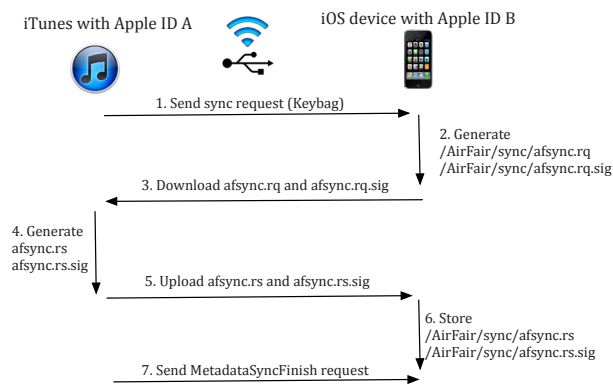 iTunes with Apple ID A
iOS device with Apple ID B
1. Send sync request (Keybag)
2. Generate
/AirFair/sync/afsync.rq
/AirFair/sync/afsync.rq.sig
3. Download afsync.rq and afsync.rq.sig
4. Generate
afsync.rs
afsync.rs.sig
5. Upload afsync.rs and afsync.rs.sig
6. Store
/AirFair/sync/afsync.rs
/AirFair/sync/afsync.rs.sig
7. Send MetadataSyncFinish request